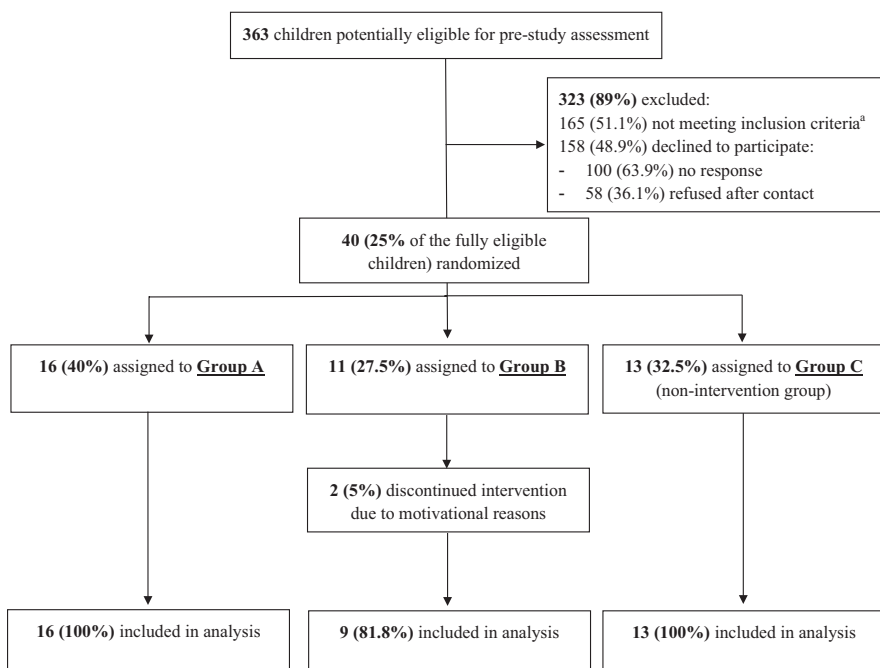 363 children potentially eligible for pre-study assessment
323 (89%) excluded:
165 (51.1%) not meeting inclusion criteriaᵃ
158 (48.9%) declined to participate:
- 100 (63.9%) no response
- 58 (36.1%) refused after contact
40 (25% of the fully eligible
children) randomized
16 (40%) assigned to Group A
11 (27.5%) assigned to Group B
13 (32.5%) assigned to Group C
(non-intervention group)
2 (5%) discontinued intervention
due to motivational reasons
16 (100%) included in analysis
9 (81.8%) included in analysis
13 (100%) included in analysis